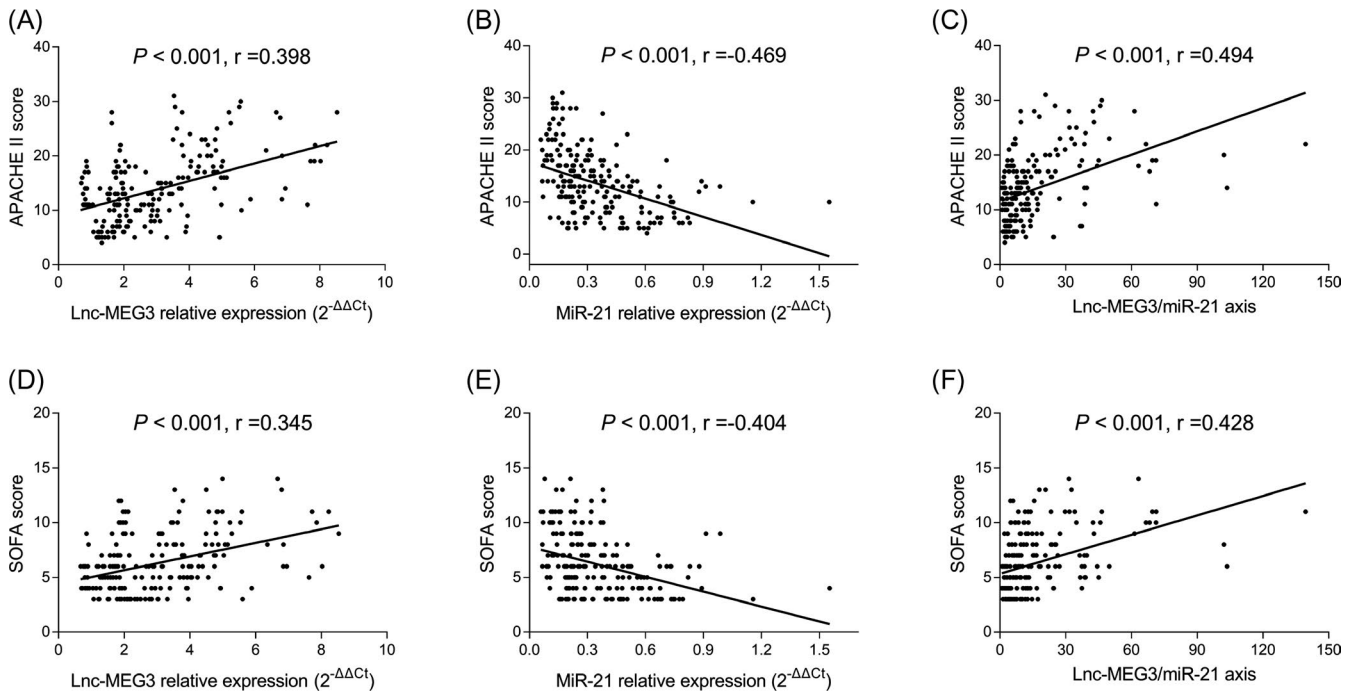 (A)
P < 0.001, r =0.398
APACHE II score
40
30
20
10
0
0 2 4 6 8 10
Lnc-MEG3 relative expression (2-ΔΔCt)
(B)
P < 0.001, r =-0.469
APACHE II score
40
30
20
10
0
0.0 0.3 0.6 0.9 1.2 1.5
MiR-21 relative expression (2-ΔΔCt)
(C)
P < 0.001, r =0.494
APACHE II score
40
30
20
10
0
0 30 60 90 120 150
Lnc-MEG3/miR-21 axis
(D)
P < 0.001, r =0.345
SOFA score
20
15
10
5
0
0 2 4 6 8 10
Lnc-MEG3 relative expression (2-ΔΔCt)
(E)
P < 0.001, r =-0.404
SOFA score
20
15
10
5
0
0.0 0.3 0.6 0.9 1.2 1.5
MiR-21 relative expression (2-ΔΔCt)
(F)
P < 0.001, r =0.428
SOFA score
20
15
10
5
0
0 30 60 90 120 150
Lnc-MEG3/miR-21 axis